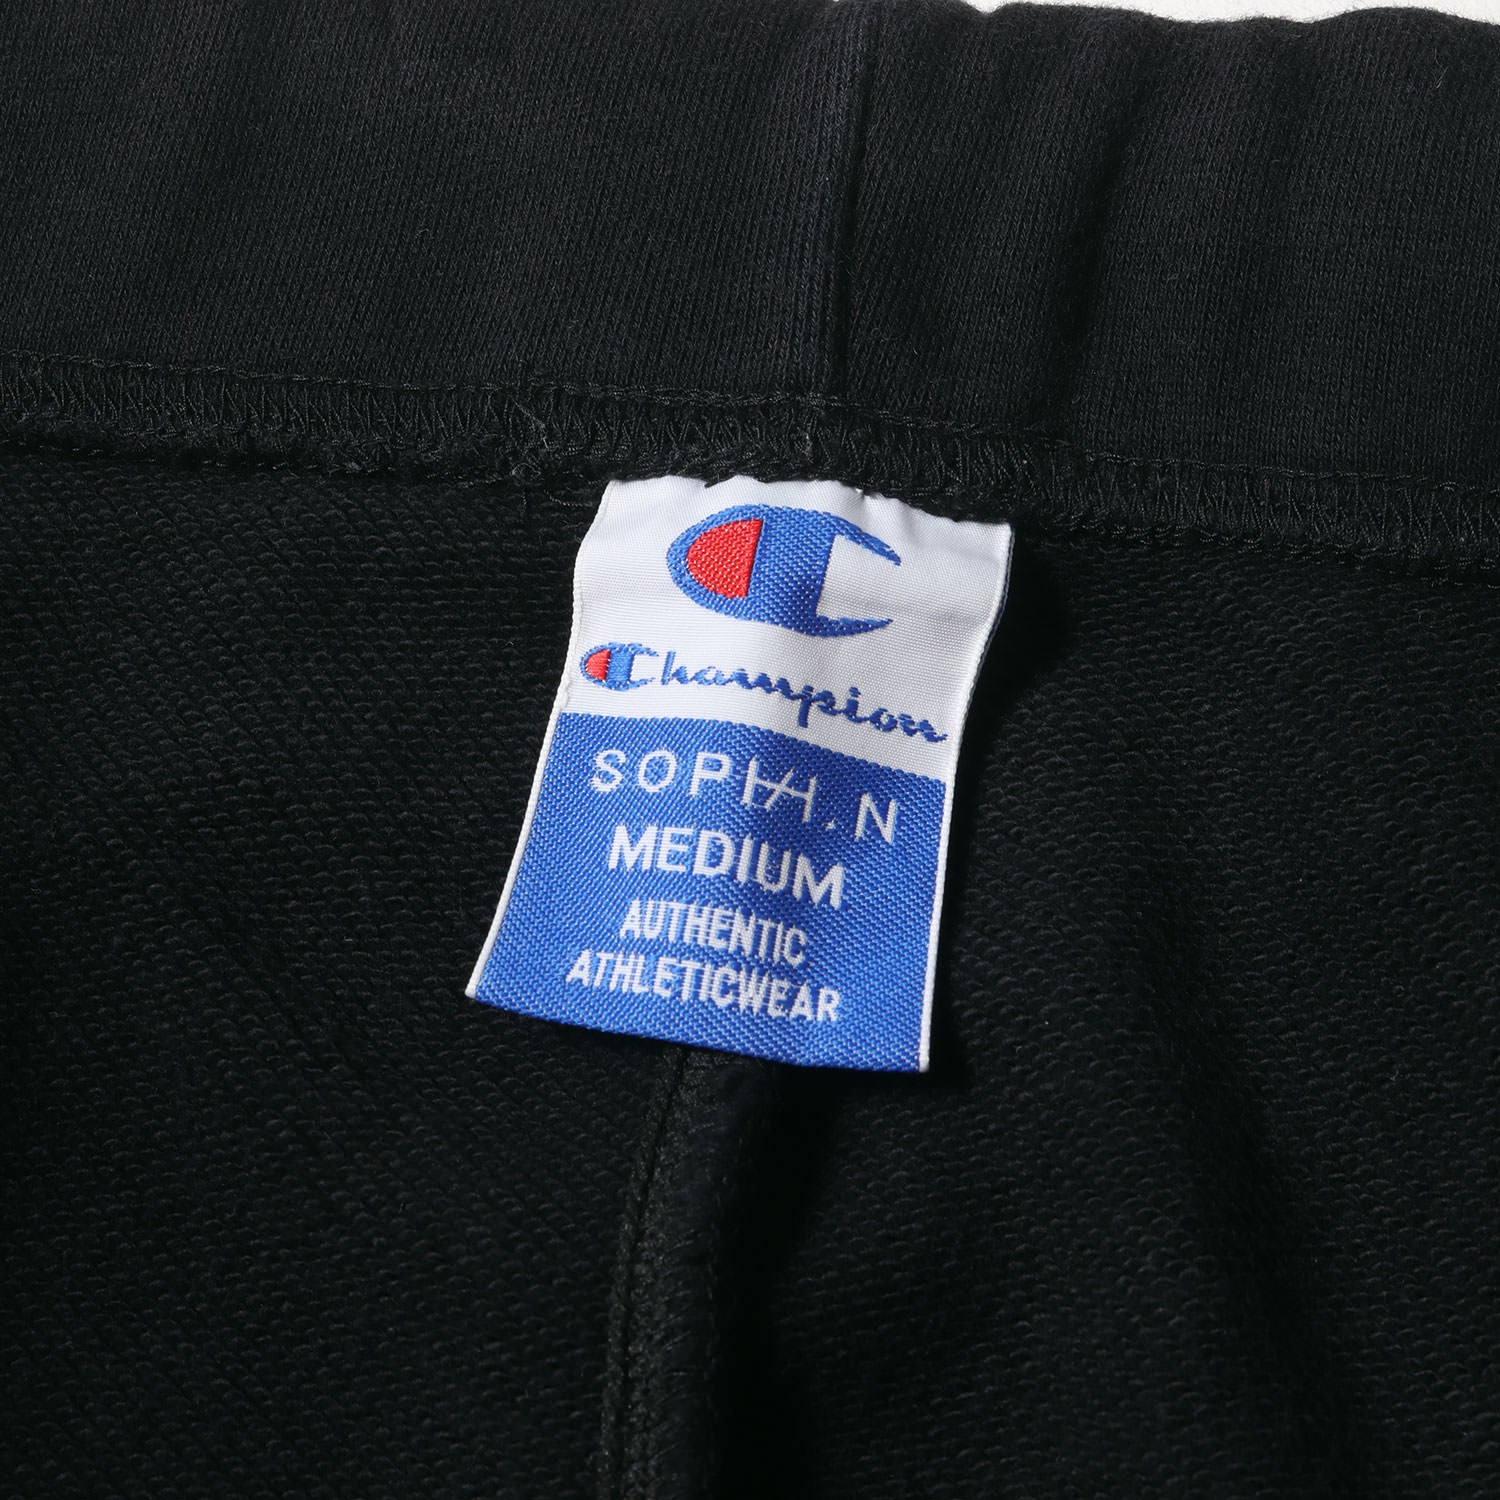 Champion
SOPH.N
MEDIUM
AUTHENTIC
ATHLETICWEAR